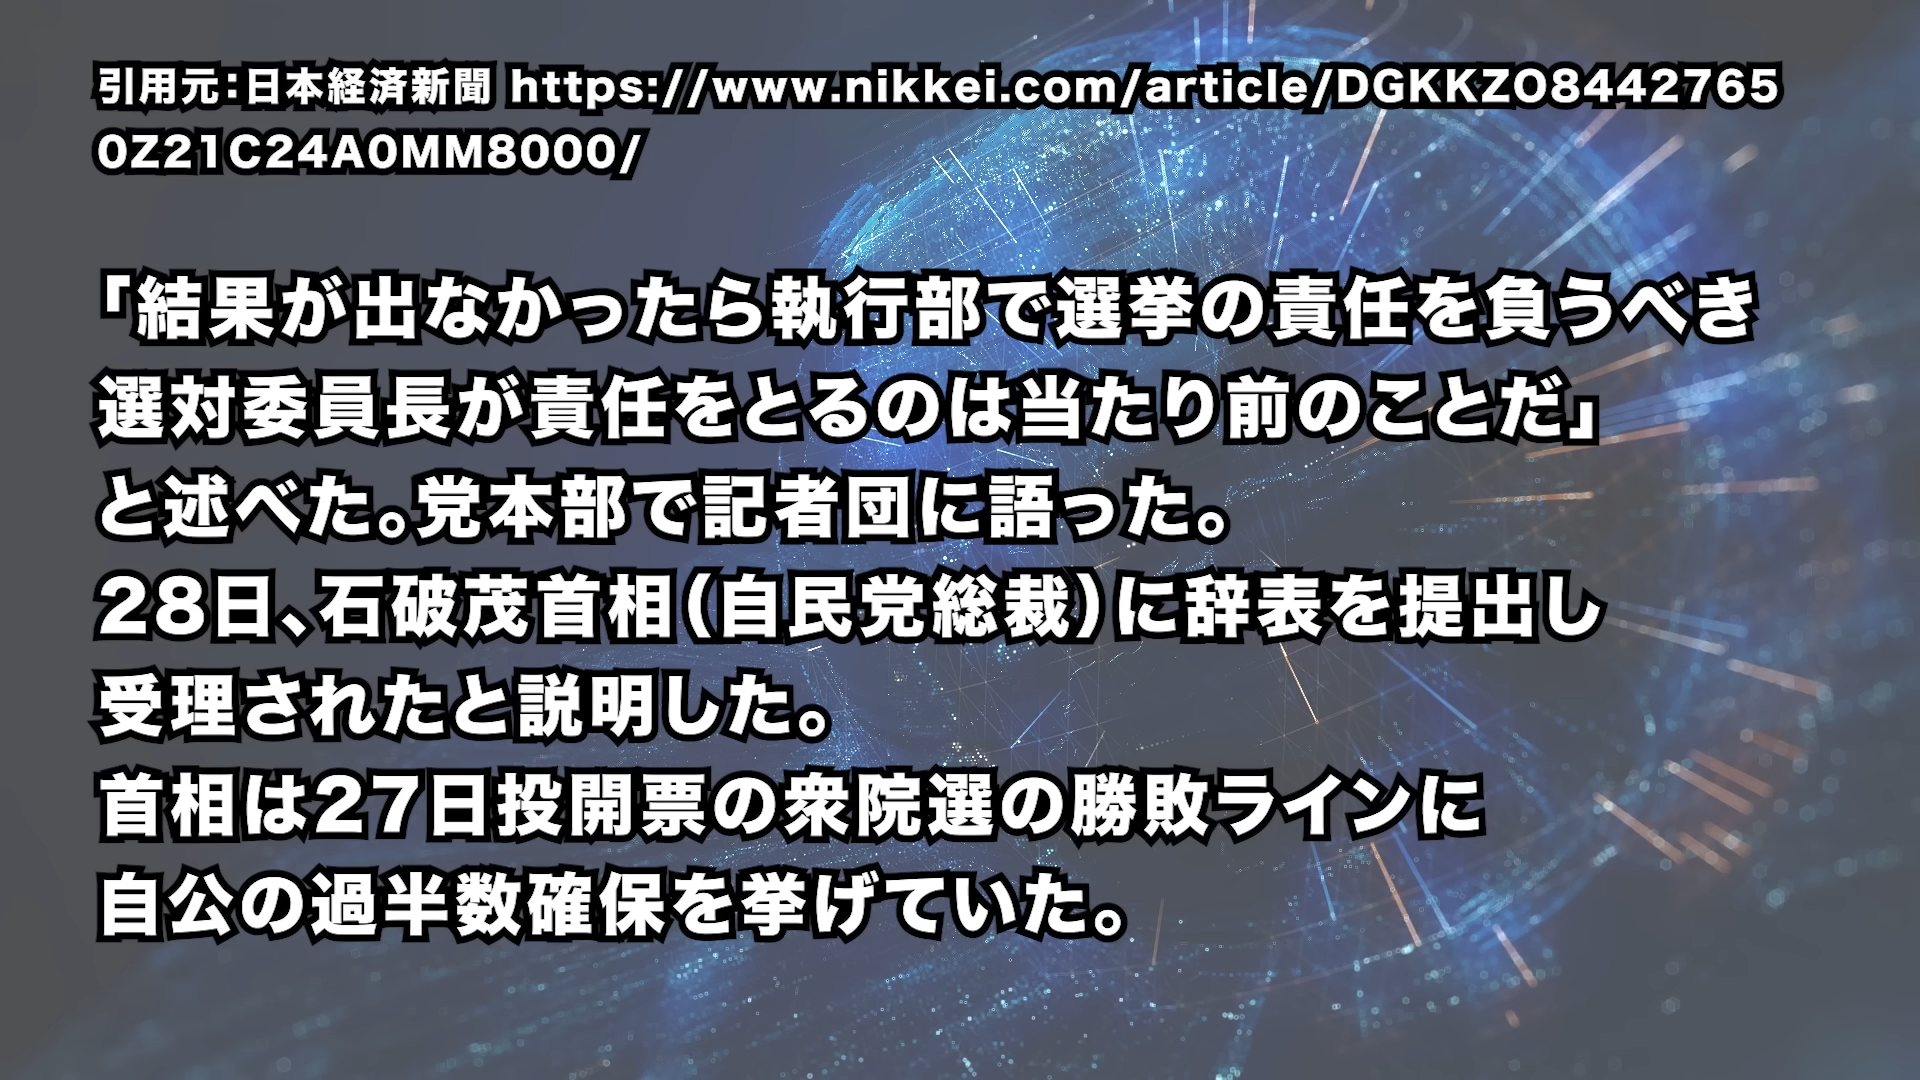 引用元：日本経済新聞 https://www.nikkei.com/article/DGKKZO8442765
0Z21C24A0MM8000/
「結果が出なかったら執行部で選挙の責任を負うべき
選対委員長が責任をとるのは当たり前のことだ」
と述べた。党本部で記者団に語った。
28日、石破茂首相（自民党総裁）に辞表を提出し
受理されたと説明した。
首相は27日投開票の衆院選の勝敗ラインに
自公の過半数確保を挙げていた。